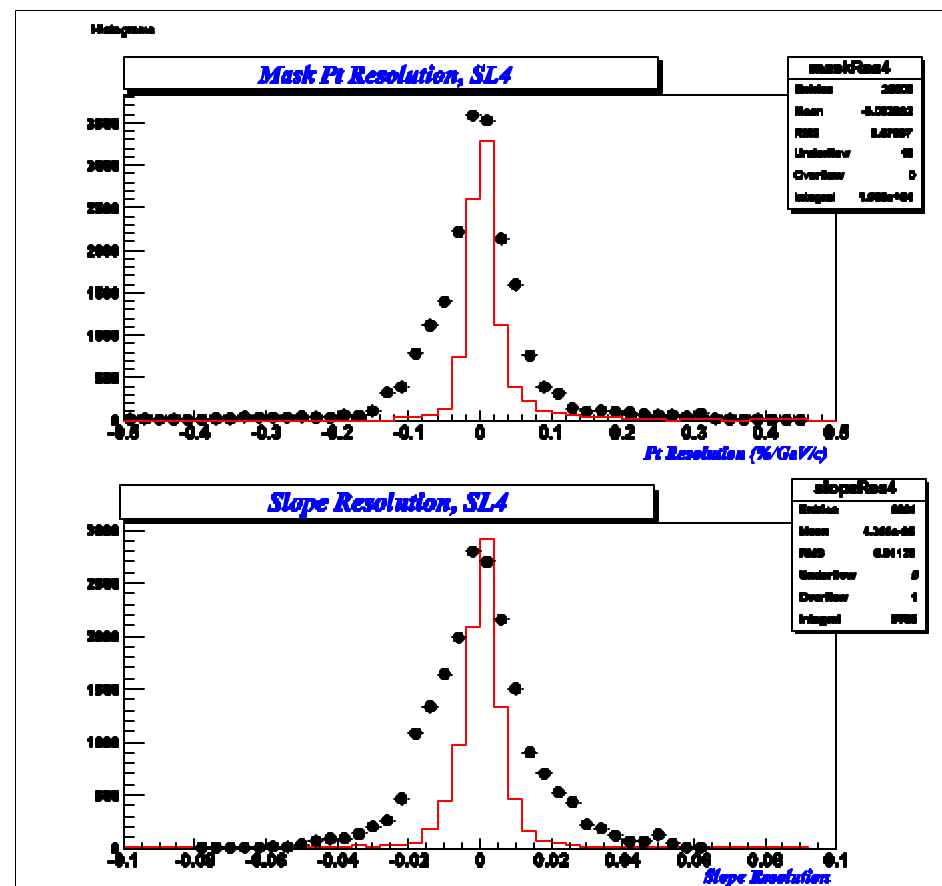 Histograms
Mask Pt Resolution, SL4
maskRes4
Entries
Mean
RMS
Underflow
Overflow 0
Integral
3500
3000
2500
2000
1500
1000
500
0
-0.5 -0.4 -0.3 -0.2 -0.1 0 0.1 0.2 0.3 0.4 0.5
Pt Resolution (%/GeV/c)
Slope Resolution, SL4
slopeRes4
Entries
Mean
RMS 0.01128
Underflow
Overflow 1
Integral
3000
2500
2000
1500
1000
500
0
-0.1 -0.08 -0.06 -0.04 -0.02 0 0.02 0.04 0.06 0.08 0.1
Slope Resolution